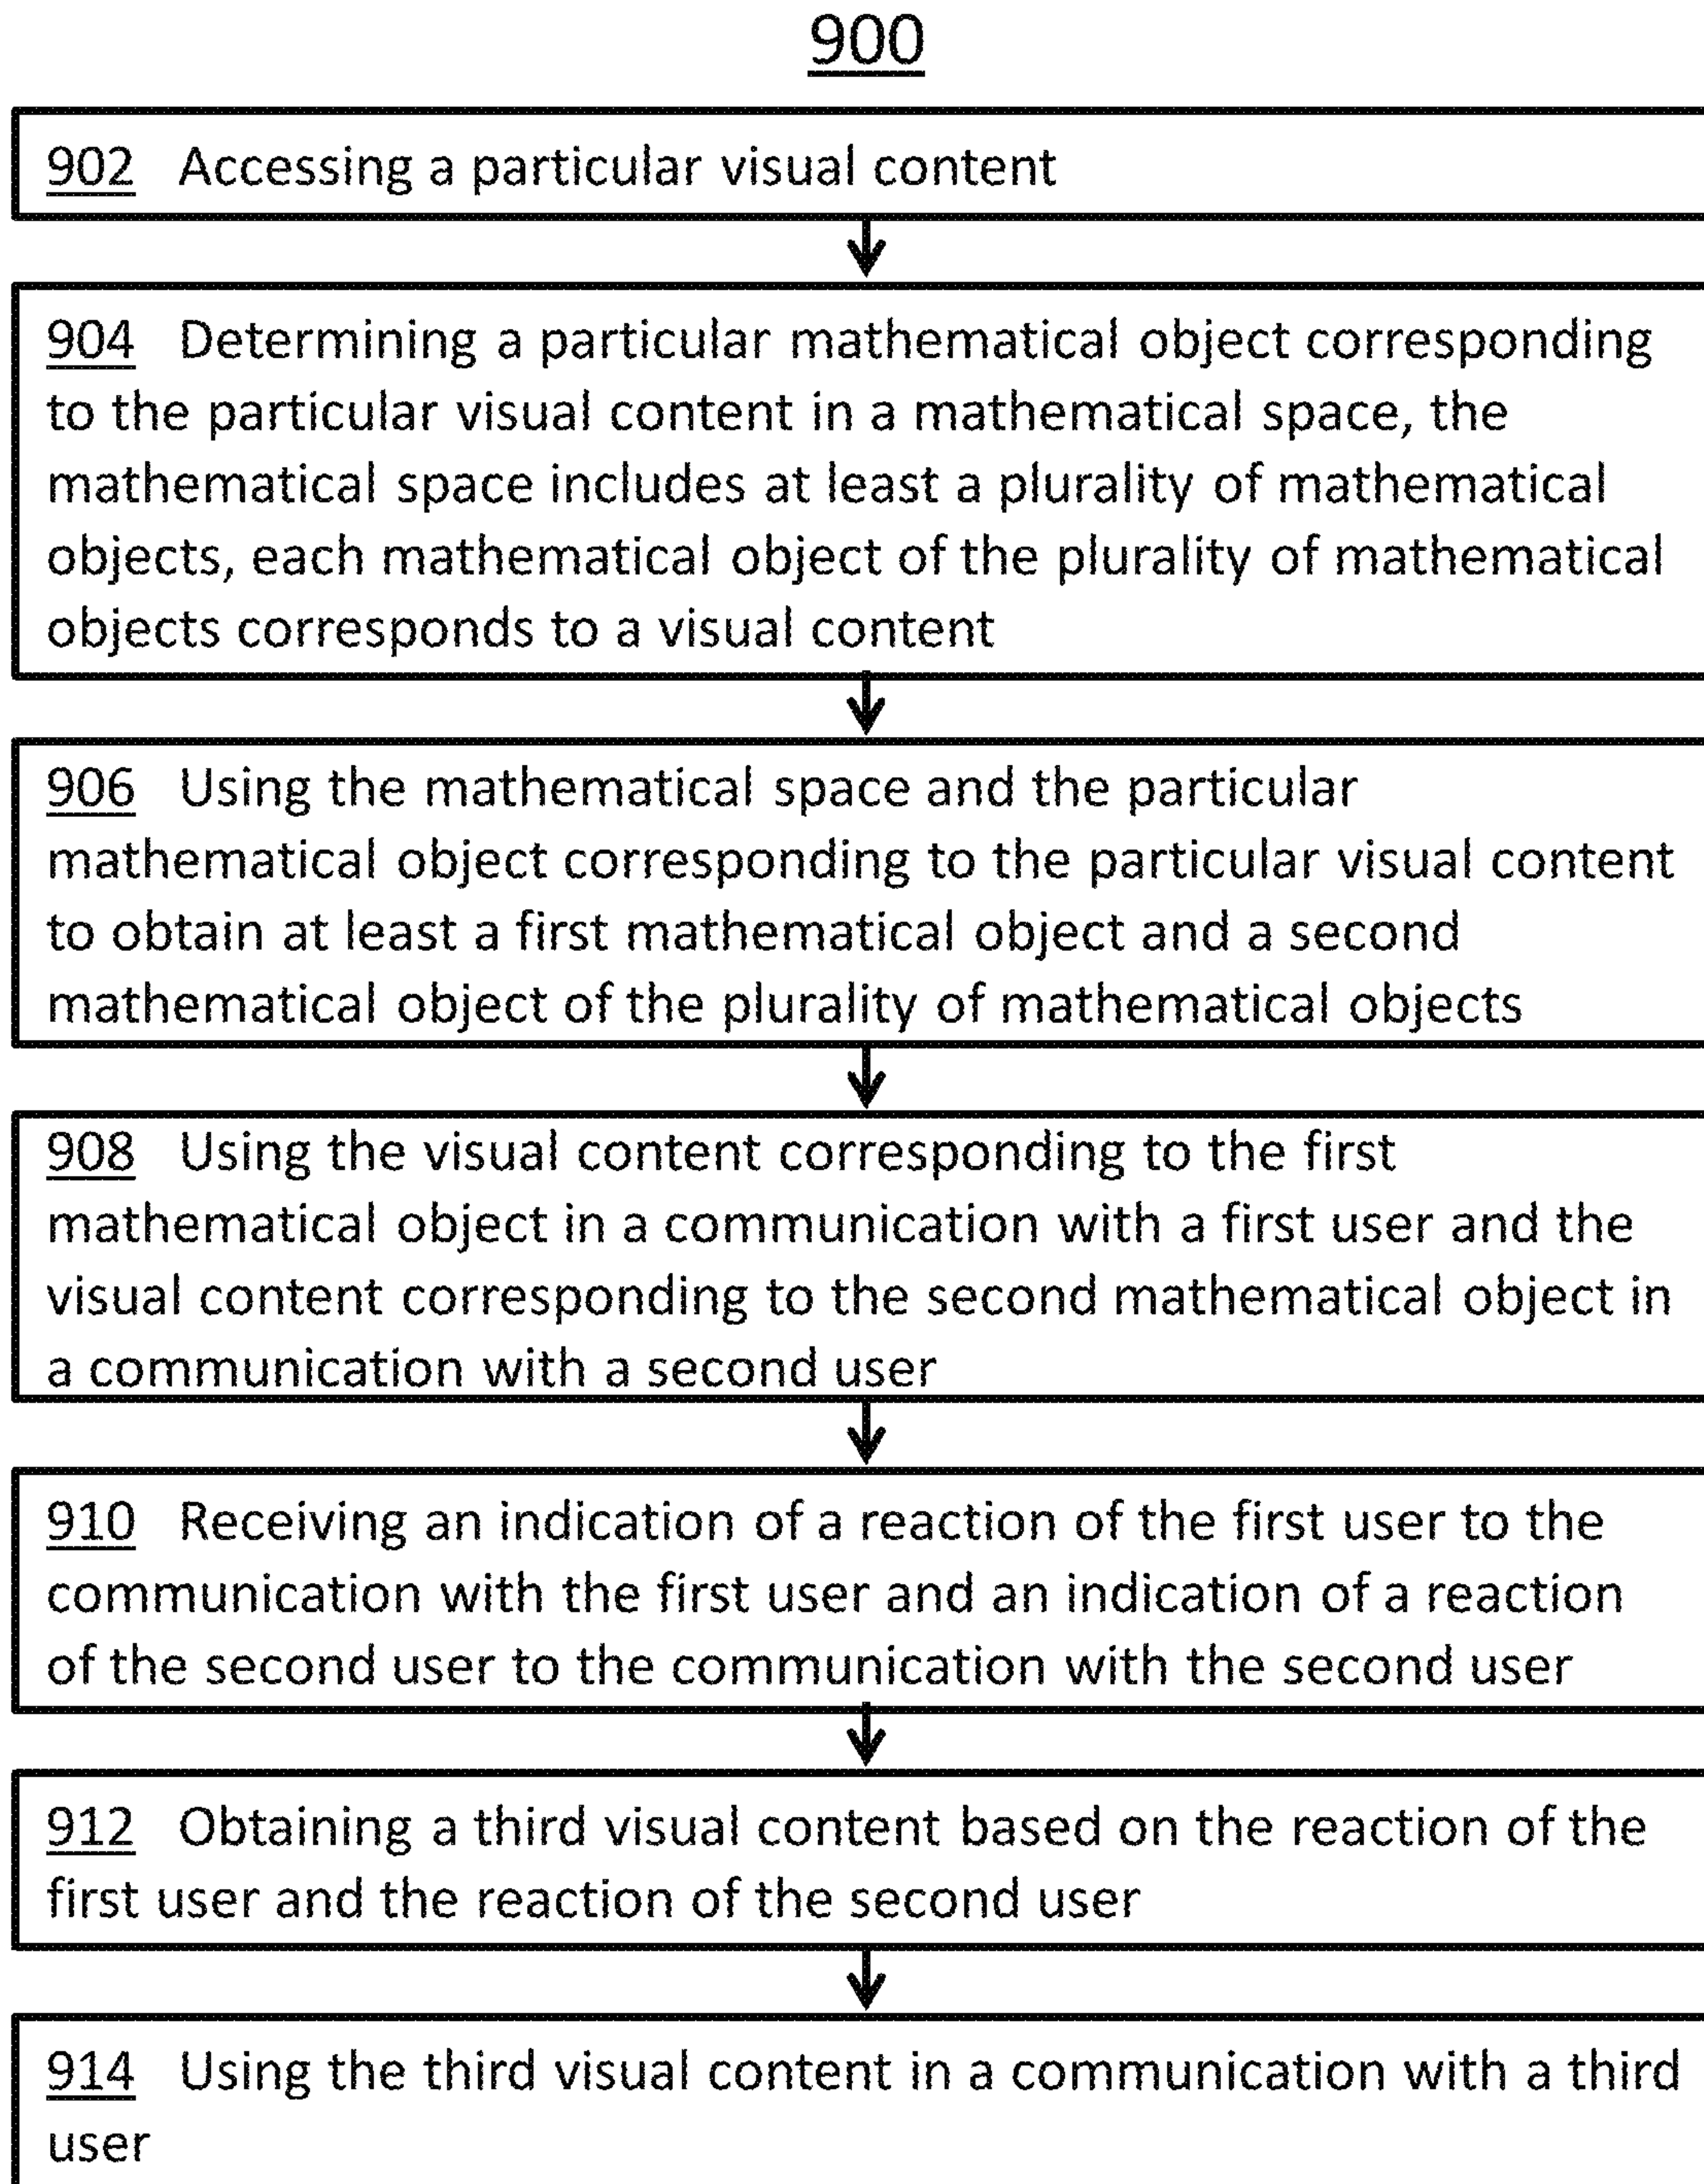 900
902 Accessing a particular visual content
904 Determining a particular mathematical object corresponding
to the particular visual content in a mathematical space, the
mathematical space includes at least a plurality of mathematical
objects, each mathematical object of the plurality of mathematical
objects corresponds to a visual content
906 Using the mathematical space and the particular
mathematical object corresponding to the particular visual content
to obtain at least a first mathematical object and a second
mathematical object of the plurality of mathematical objects
908 Using the visual content corresponding to the first
mathematical object in a communication with a first user and the
visual content corresponding to the second mathematical object in
a communication with a second user
910 Receiving an indication of a reaction of the first user to the
communication with the first user and an indication of a reaction
of the second user to the communication with the second user
912 Obtaining a third visual content based on the reaction of the
first user and the reaction of the second user
914 Using the third visual content in a communication with a third
user